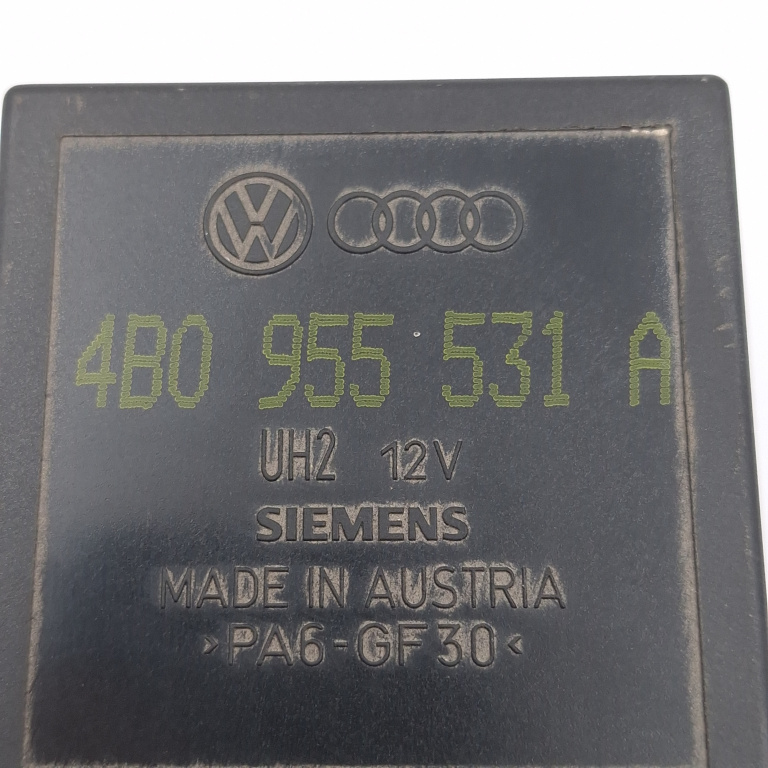 4B0 955 531 A
UH2 12V
SIEMENS
MADE IN AUSTRIA
>PA6-GF30<